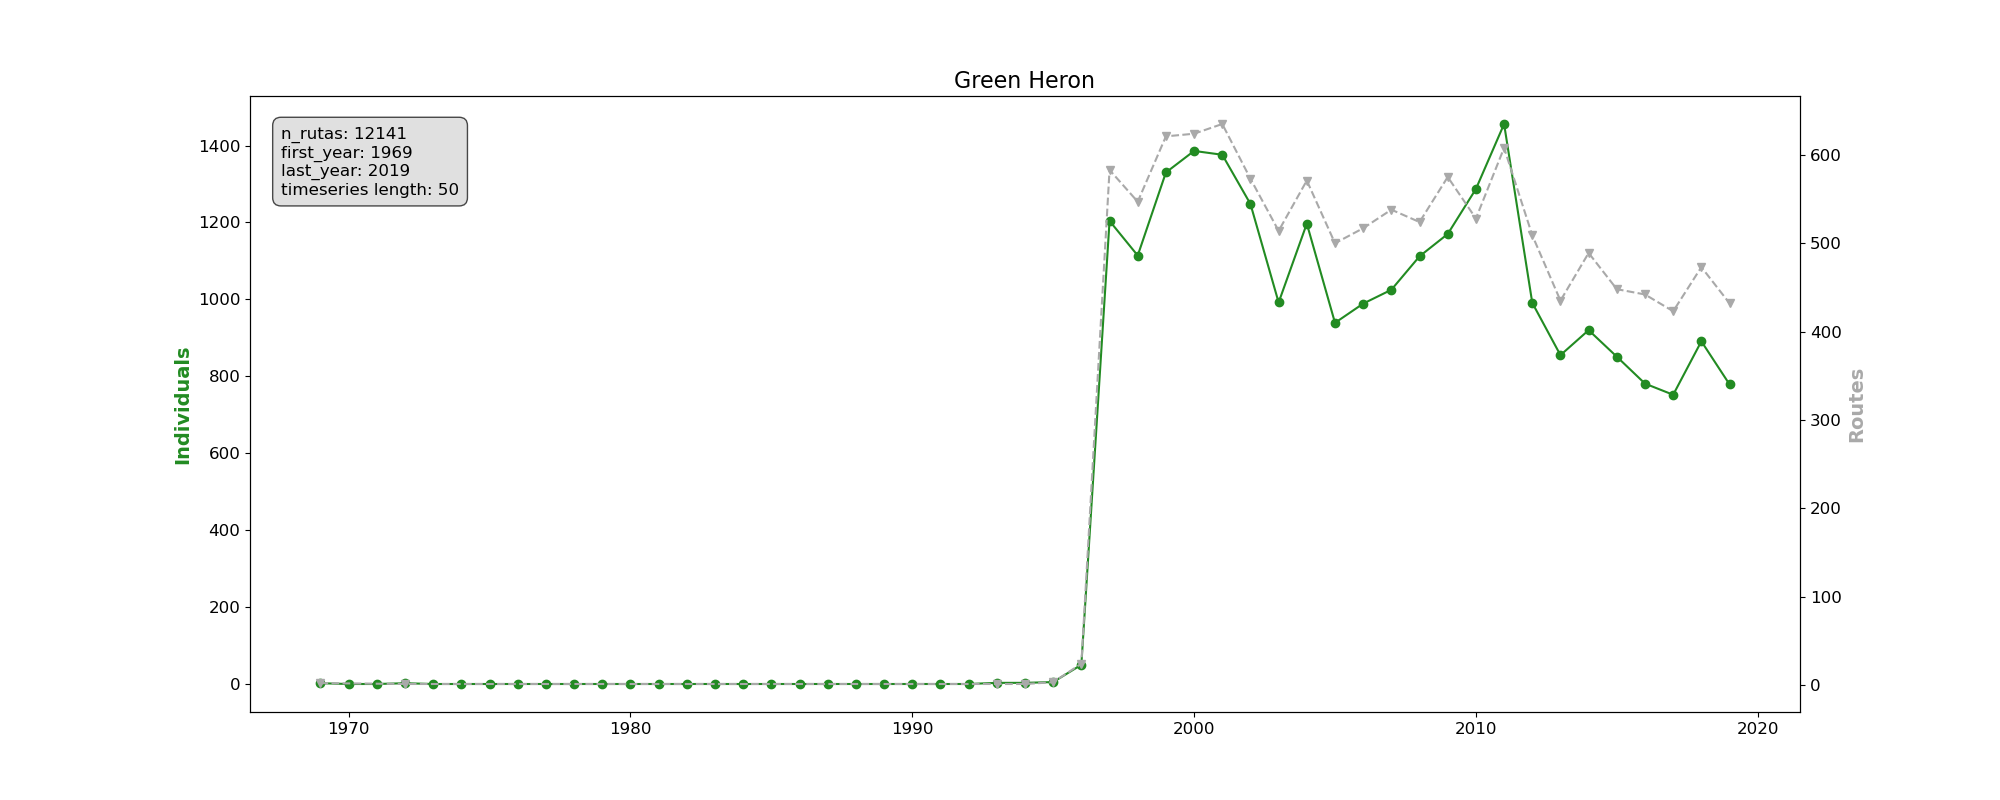 Green Heron
n_rutas: 12141
first_year: 1969
last_year: 2019
timeseries length: 50
1400
1200
1000
800
600
400
200
0
Individuals
600
500
400
300
200
100
0
Routes
1970 1980 1990 2000 2010 2020